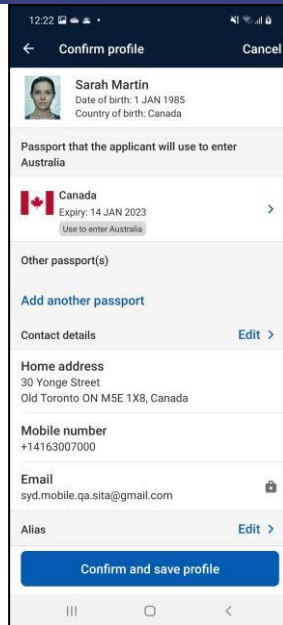 12:22
Confirm profile
Cancel
Sarah Martin
Date of birth: 1 JAN 1985
Country of birth: Canada
Passport that the applicant will use to enter
Australia
Canada
Expiry: 14 JAN 2023
Use to enter Australia
Other passport(s)
Add another passport
Contact details
Edit
Home address
30 Yonge Street
Old Toronto ON M5E 1X8, Canada
Mobile number
+14163007000
Email
syd.mobile.qa.sita@gmail.com
Alias
Edit
Confirm and save profile